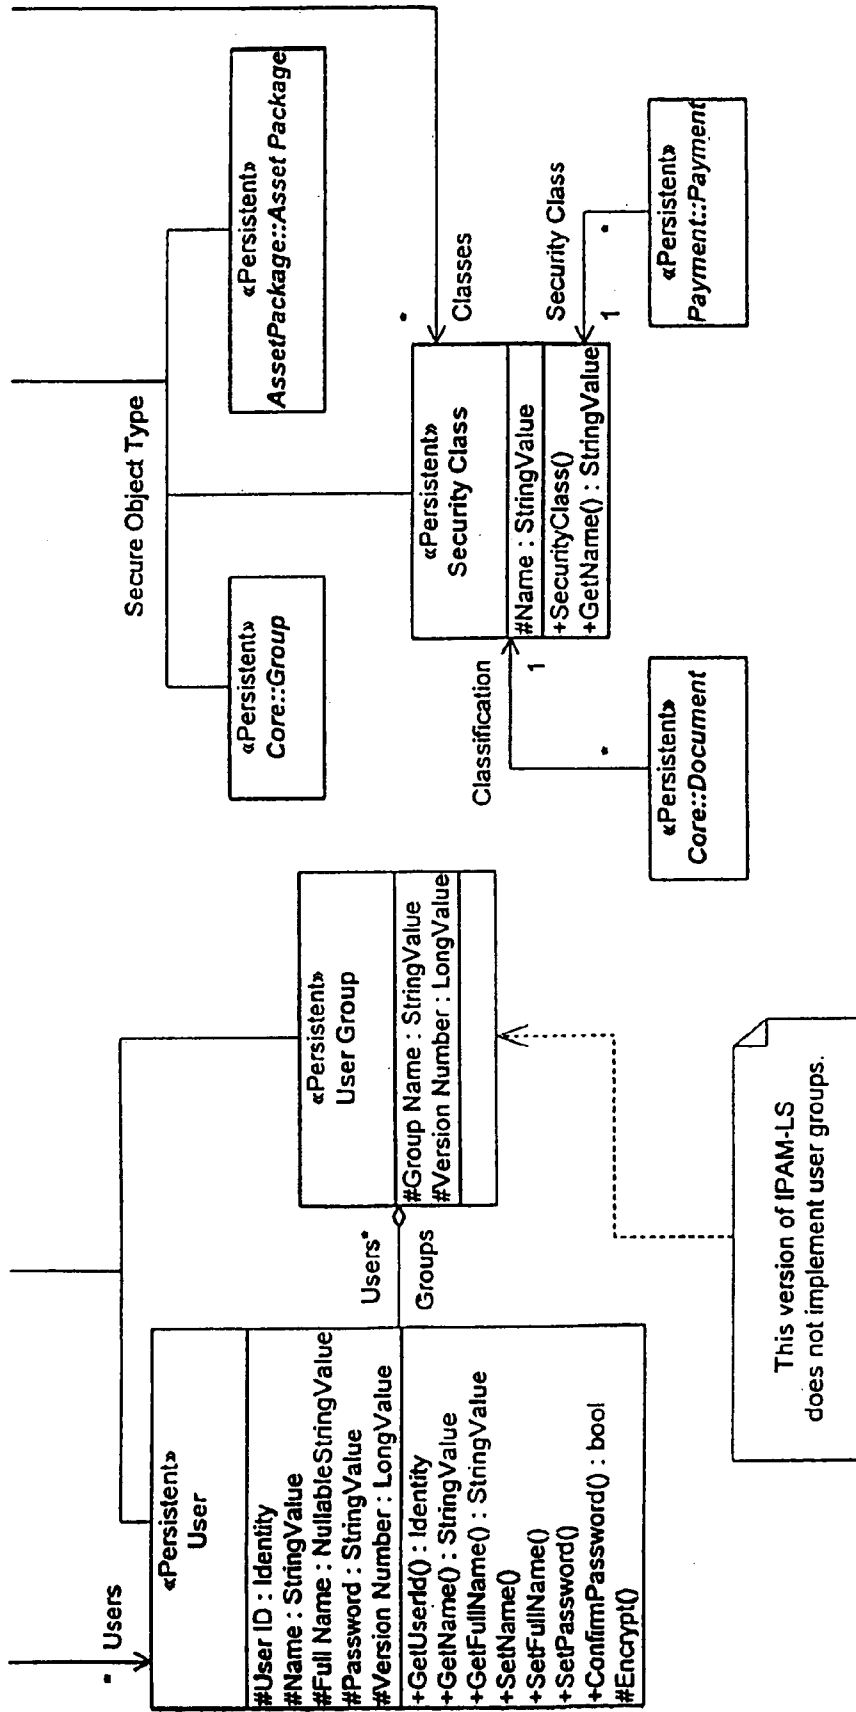 * Users
«Persistent»
User
#User ID : Identity
#Name : StringValue
#Full Name : NullableStringValue
#Password : StringValue
#Version Number : LongValue
+GetUserId() : Identity
+GetName() : StringValue
+GetFullName() : StringValue
+SetName()
+SetFullName()
+SetPassword()
+ConfirmPassword() : bool
#Encrypt()
Users*
Groups
«Persistent»
User Group
#Group Name : StringValue
#Version Number : LongValue
This version of IPAM-LS
does not implement user groups.
Secure Object Type
«Persistent»
Core::Group
«Persistent»
AssetPackage::Asset Package
«Persistent»
Security Class
#Name : StringValue
+SecurityClass()
+GetName() : StringValue
*
Classes
Classification
1
*
«Persistent»
Core::Document
Security Class
1
*
«Persistent»
Payment::Payment